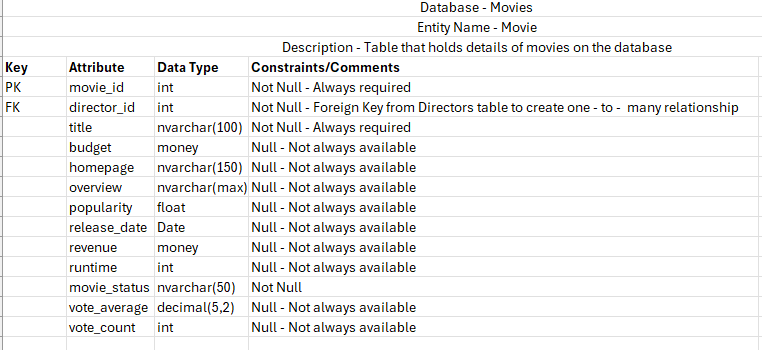 Database - Movies
Entity Name - Movie
Description - Table that holds details of movies on the database
Key Attribute Data Type Constraints/Comments
PK movie_id int Not Null - Always required
FK director_id int Not Null - Foreign Key from Directors table to create one - to - many relationship
title nvarchar(100) Not Null - Always required
budget money Null - Not always available
homepage nvarchar(150) Null - Not always available
overview nvarchar(max) Null - Not always available
popularity float Null - Not always available
release_date Date Null - Not always available
revenue money Null - Not always available
runtime int Null - Not always available
movie_status nvarchar(50) Not Null
vote_average decimal(5,2) Null - Not always available
vote_count int Null - Not always available